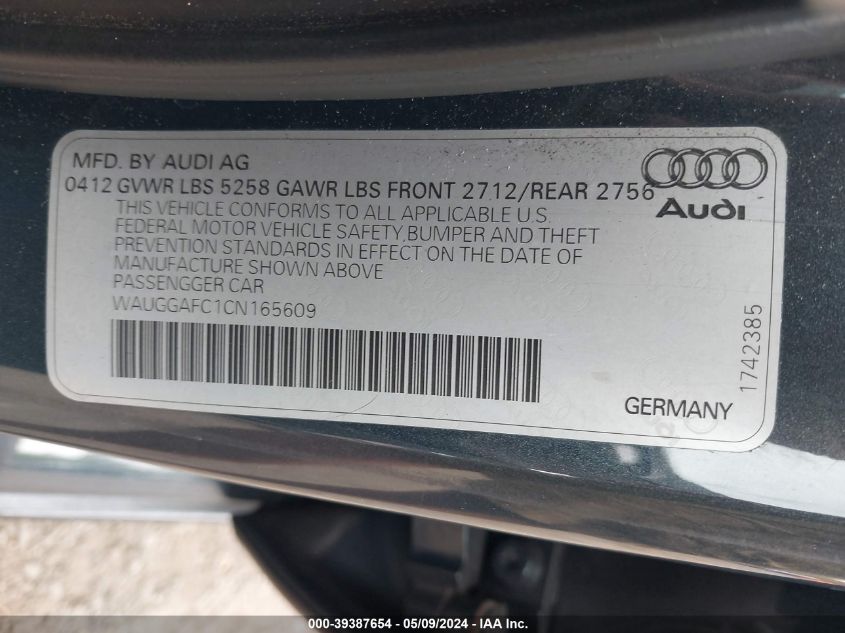 MFD. BY AUDI AG
0412 GVWR LBS 5258 GAWR LBS FRONT 2712/REAR 2756
THIS VEHICLE CONFORMS TO ALL APPLICABLE U.S.
FEDERAL MOTOR VEHICLE SAFETY,BUMPER AND THEFT
PREVENTION STANDARDS IN EFFECT ON THE DATE OF
MANUFACTURE SHOWN ABOVE
PASSENGGER CAR
WAUGGAFC1CN165609
Audi
1742385
GERMANY
000-39387654 - 05/09/2024 - IAA Inc.